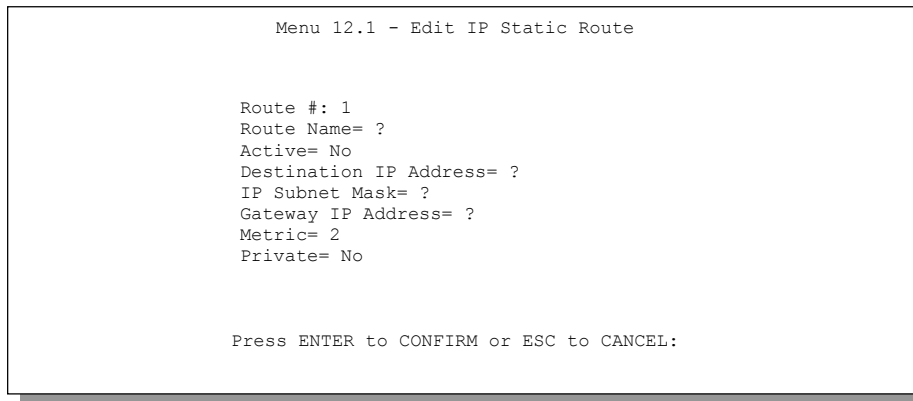 Menu 12.1 - Edit IP Static Route
Route #: 1
Route Name= ?
Active= No
Destination IP Address= ?
IP Subnet Mask= ?
Gateway IP Address= ?
Metric= 2
Private= No
Press ENTER to CONFIRM or ESC to CANCEL: